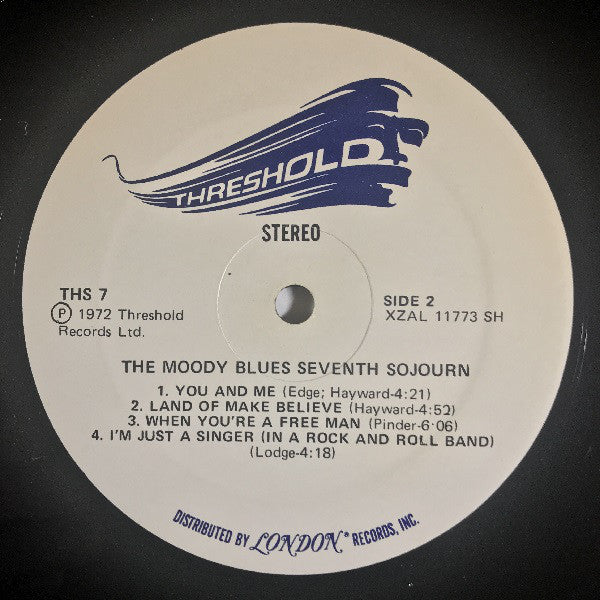 THRESHOLD
STEREO
THS 7
℗ 1972 Threshold
Records Ltd.
SIDE 2
XZAL 11773 SH
THE MOODY BLUES SEVENTH SOJOURN
1. YOU AND ME (Edge; Hayward-4:21)
2. LAND OF MAKE BELIEVE (Hayward-4:52)
3. WHEN YOU'RE A FREE MAN (Pinder-6·06)
4. I'M JUST A SINGER (IN A ROCK AND ROLL BAND)
(Lodge-4:18)
DISTRIBUTED BY LONDON® RECORDS, INC.